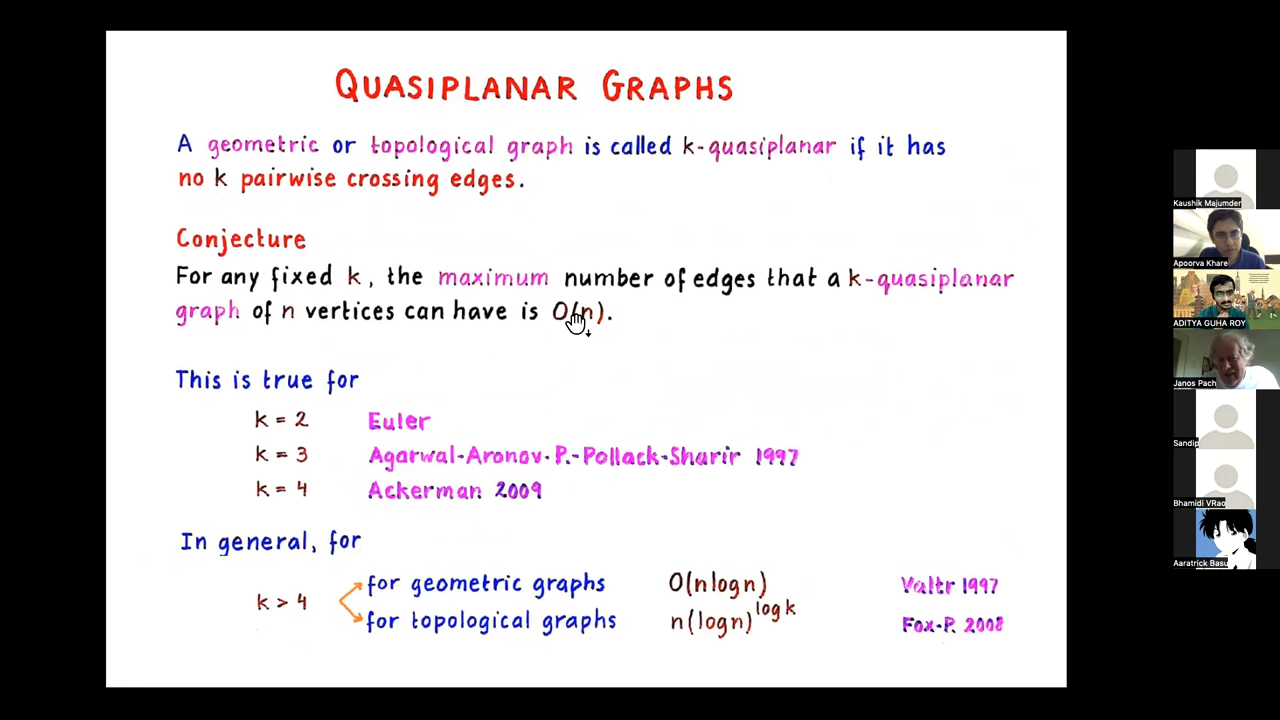 QUASIPLANAR GRAPHS
A geometric or topological graph is called k-quasiplanar if it has
no k pairwise crossing edges.
Conjecture
For any fixed k, the maximum number of edges that a k-quasiplanar
graph of n vertices can have is O(n).
This is true for
k = 2 Euler
k = 3 Agarwal-Aronov-P.-Pollack-Sharir 1997
k = 4 Ackerman 2009
In general, for
k > 4
for geometric graphs O(nlogn) Valtr 1997
for topological graphs n(logn)^logk Fox-P. 2008
Kaushik Majumder
Apoorva Khare
ADITYA GUHA ROY
Janos Pach
Sandip
Bhamidi VRao
Aaratrick Basu